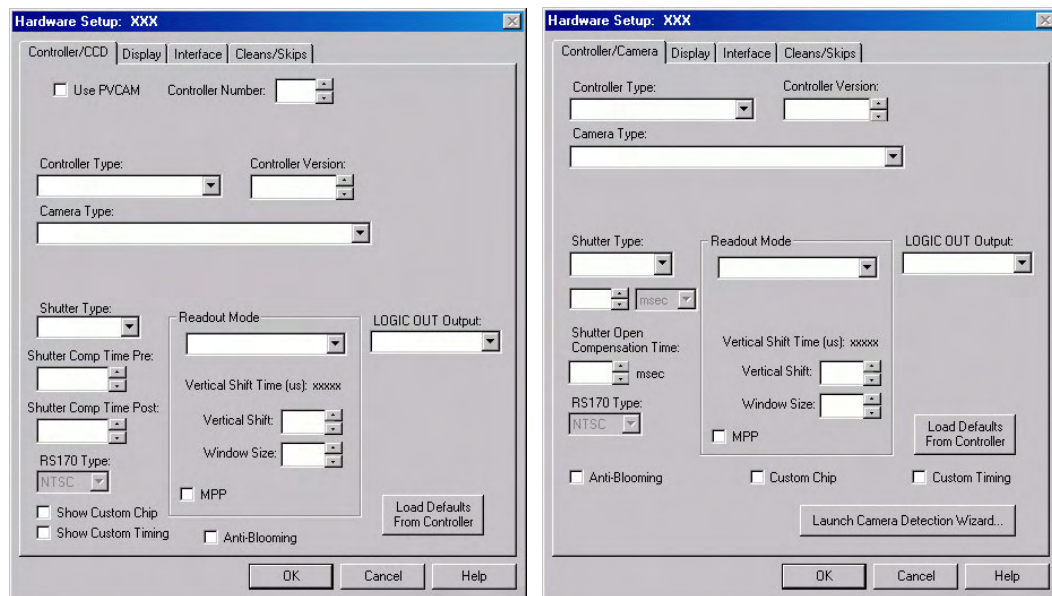 Hardware Setup: XXX
Controller/CCD Display Interface Cleans/Skips
Use PVCAM Controller Number:
Controller Type: Controller Version:
Camera Type:
Shutter Type:
Readout Mode
LOGIC OUT Output:
Shutter Comp Time Pre:
Vertical Shift Time (us): xxxxx
Shutter Comp Time Post:
Vertical Shift:
Window Size:
RS170 Type:
NTSC
MPP
Show Custom Chip
Show Custom Timing
Anti-Blooming
Load Defaults
From Controller
OK Cancel Help
Hardware Setup: XXX
Controller/Camera Display Interface Cleans/Skips
Controller Type: Controller Version:
Camera Type:
Shutter Type:
Readout Mode
LOGIC OUT Output:
msec
Shutter Open
Compensation Time:
msec
Vertical Shift Time (us): xxxxx
Vertical Shift:
Window Size:
RS170 Type:
NTSC
MPP
Load Defaults
From Controller
Anti-Blooming Custom Chip Custom Timing
Launch Camera Detection Wizard...
OK Cancel Help